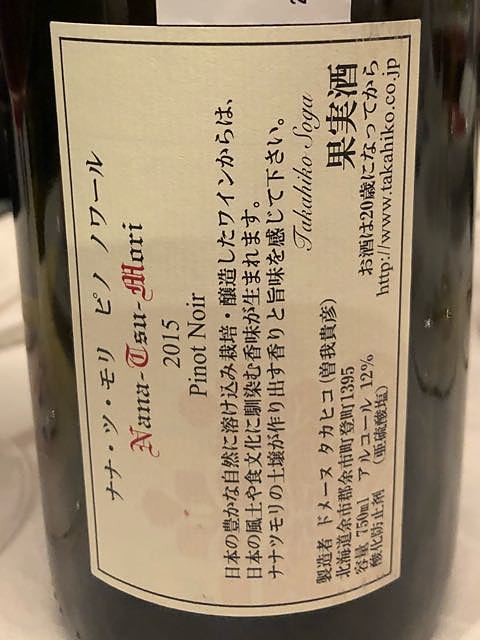 ナナ・ツ・モリ ピノ ノワール
Nana-Tsu-Mori
2015
Pinot Noir
日本の豊かな自然に溶け込み栽培・醸造したワインからは、
日本の風土や食文化に馴染む香味が生まれます。
ナナツモリの土壌が作り出す香りと旨味を感じて下さい。
Takahiko Soga
果実酒
製造者 ドメーヌ タカヒコ(曽我貴彦)
北海道余市郡余市町登町1395
容量 750ml アルコール 12%
酸化防止剤(亜硫酸塩)
お酒は20歳になってから
http://www.takahiko.co.jp